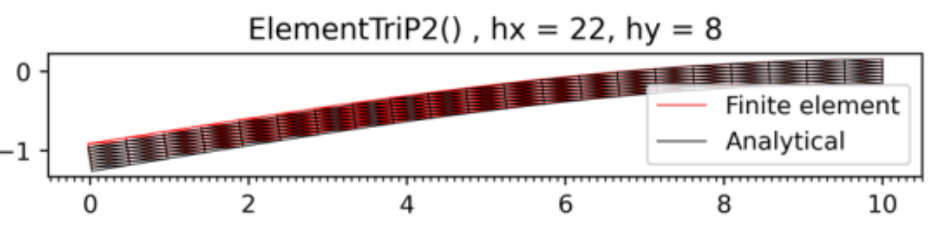 ElementTriP2() , hx = 22, hy = 8
0
Finite element
Analytical
−1
0 2 4 6 8 10